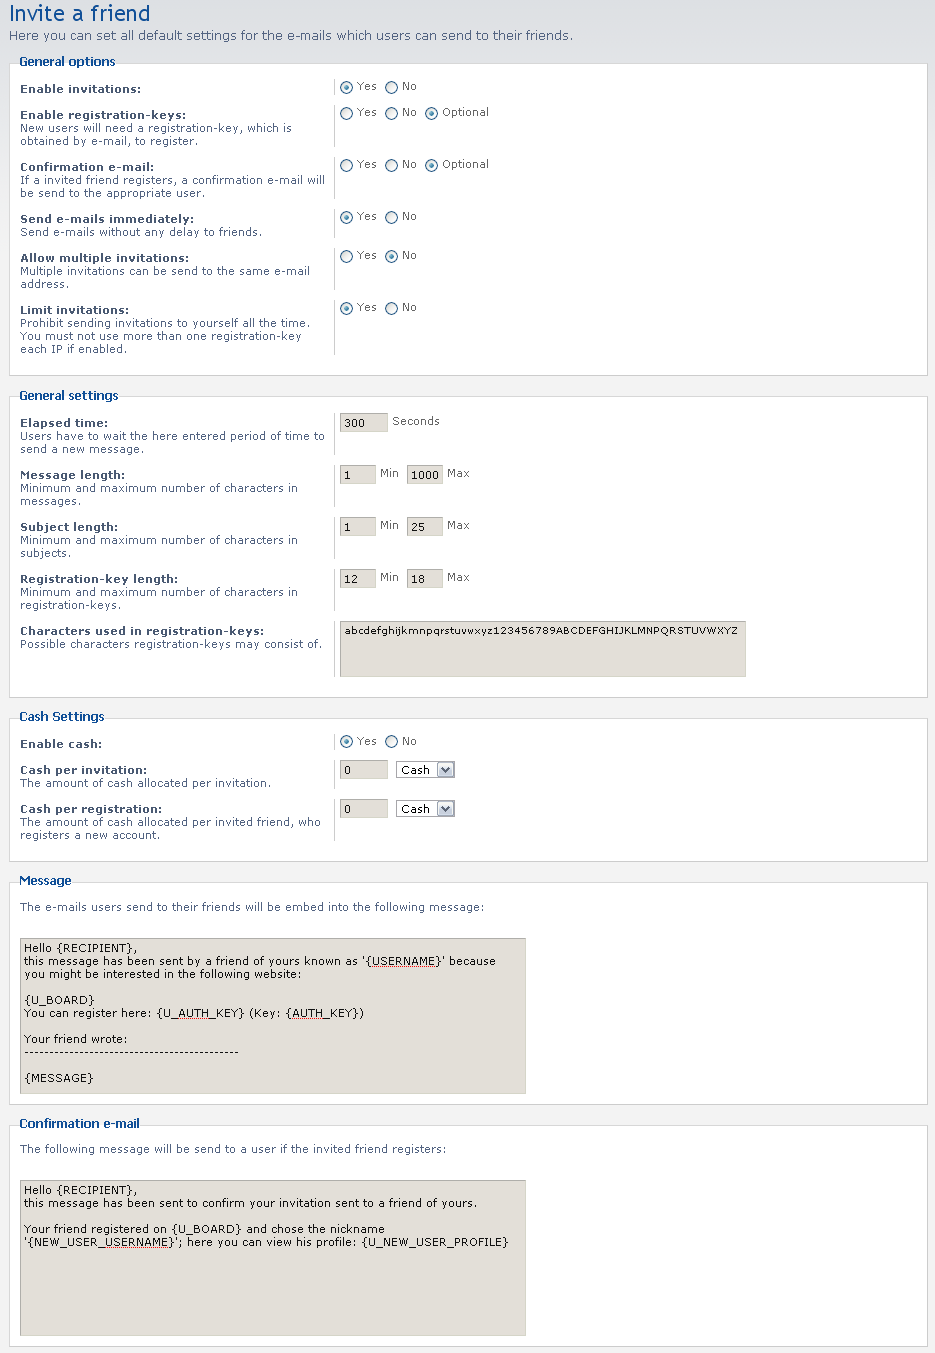 Invite a friend
Here you can set all default settings for the e-mails which users can send to their friends.
General options
Enable invitations:
Yes No
Enable registration-keys:
New users will need a registration-key, which is
obtained by e-mail, to register.
Yes No Optional
Confirmation e-mail:
If a invited friend registers, a confirmation e-mail will
be send to the appropriate user.
Yes No Optional
Send e-mails immediately:
Send e-mails without any delay to friends.
Yes No
Allow multiple invitations:
Multiple invitations can be send to the same e-mail
address.
Yes No
Limit invitations:
Prohibit sending invitations to yourself all the time.
You must not use more than one registration-key
each IP if enabled.
Yes No
General settings
Elapsed time:
Users have to wait the here entered period of time to
send a new message.
300 Seconds
Message length:
Minimum and maximum number of characters in
messages.
1 Min 1000 Max
Subject length:
Minimum and maximum number of characters in
subjects.
1 Min 25 Max
Registration-key length:
Minimum and maximum number of characters in
registration-keys.
12 Min 18 Max
Characters used in registration-keys:
Possible characters registration-keys may consist of.
abcdefghijkmnpqrstuvwxyz123456789ABCDEFGHIJKLMNPQRSTUVWXYZ
Cash Settings
Enable cash:
Yes No
Cash per invitation:
The amount of cash allocated per invitation.
0 Cash
Cash per registration:
The amount of cash allocated per invited friend, who
registers a new account.
0 Cash
Message
The e-mails users send to their friends will be embed into the following message:
Hello {RECIPIENT},
this message has been sent by a friend of yours known as '{USERNAME}' because
you might be interested in the following website:
{U_BOARD}
You can register here: {U_AUTH_KEY} (Key: {AUTH_KEY})
Your friend wrote:
-------------------------------------------
{MESSAGE}
Confirmation e-mail
The following message will be send to a user if the invited friend registers:
Hello {RECIPIENT},
this message has been sent to confirm your invitation sent to a friend of yours.
Your friend registered on {U_BOARD} and chose the nickname
'{NEW_USER_USERNAME}'; here you can view his profile: {U_NEW_USER_PROFILE}